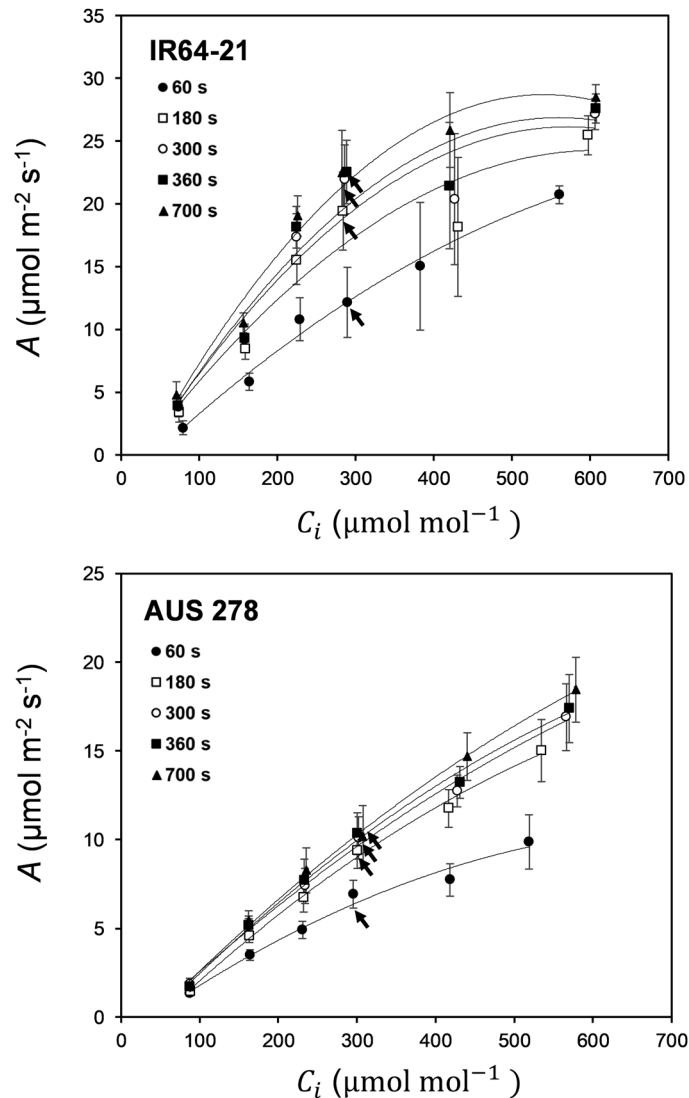 IR64-21
60 s
180 s
300 s
360 s
700 s
A (μmol m⁻² s⁻¹)
35
30
25
20
15
10
5
0
0 100 200 300 400 500 600 700
Cᵢ (μmol mol⁻¹ )
AUS 278
60 s
180 s
300 s
360 s
700 s
A (μmol m⁻² s⁻¹)
25
20
15
10
5
0
0 100 200 300 400 500 600 700
Cᵢ (μmol mol⁻¹ )